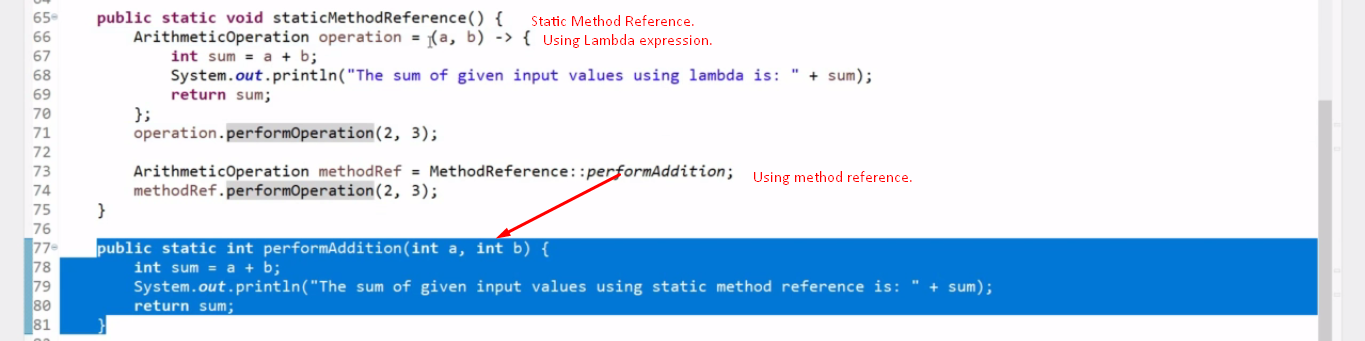 65 public static void staticMethodReference() { Static Method Reference.
66 ArithmeticOperation operation = (a, b) -> { Using Lambda expression.
67 int sum = a + b;
68 System.out.println("The sum of given input values using lambda is: " + sum);
69 return sum;
70 };
71 operation.performOperation(2, 3);
72
73 ArithmeticOperation methodRef = MethodReference::performAddition; Using method reference.
74 methodRef.performOperation(2, 3);
75 }
76
77 public static int performAddition(int a, int b) {
78 int sum = a + b;
79 System.out.println("The sum of given input values using static method reference is: " + sum);
80 return sum;
81 }